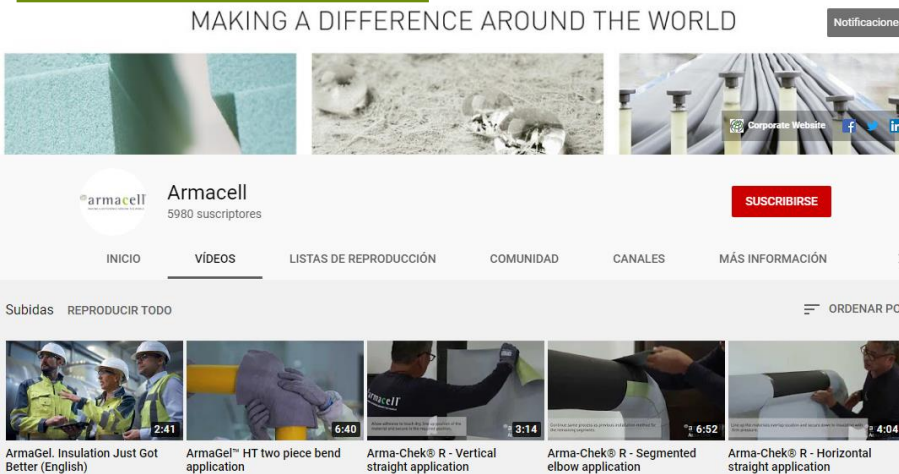 MAKING A DIFFERENCE AROUND THE WORLD
Notificacione
Corporate Website
armacell
Armacell
5980 suscriptores
SUSCRIBIRSE
INICIO VÍDEOS LISTAS DE REPRODUCCIÓN COMUNIDAD CANALES MÁS INFORMACIÓN
Subidas REPRODUCIR TODO ORDENAR PO
armacell
2:41 6:40 3:14 6:52 4:04
ArmaGel. Insulation Just Got Better (English)
ArmaGel™ HT two piece bend application
Arma-Chek® R - Vertical straight application
Arma-Chek® R - Segmented elbow application
Arma-Chek® R - Horizontal straight application